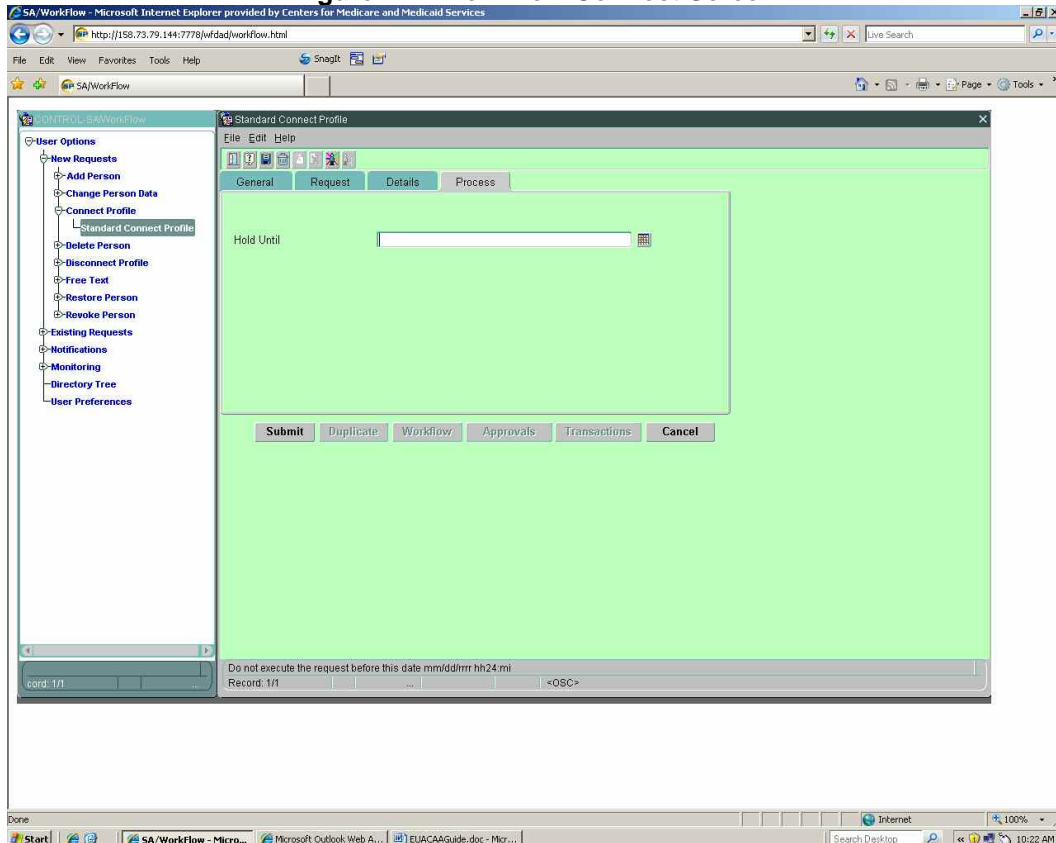 SA/WorkFlow - Microsoft Internet Explorer provided by Centers for Medicare and Medicaid Services
http://158.73.79.144:7778/wfdad/workflow.html
Live Search
File Edit View Favorites Tools Help
SnagIt
SA/WorkFlow
Page Tools
CONTROL-SA/WorkFlow
User Options
New Requests
Add Person
Change Person Data
Connect Profile
Standard Connect Profile
Delete Person
Disconnect Profile
Free Text
Restore Person
Revoke Person
Existing Requests
Notifications
Monitoring
Directory Tree
User Preferences
cord: 1/1 ...
Standard Connect Profile
File Edit Help
General Request Details Process
Hold Until
Submit Duplicate Workflow Approvals Transactions Cancel
Do not execute the request before this date mm/dd/rrrr hh24:mi
Record: 1/1 ... <OSC>
Done
Internet 100%
Start SA/WorkFlow - Micro... Microsoft Outlook Web A... EUACAAGuide.doc - Micr... Search Desktop 10:22 AM